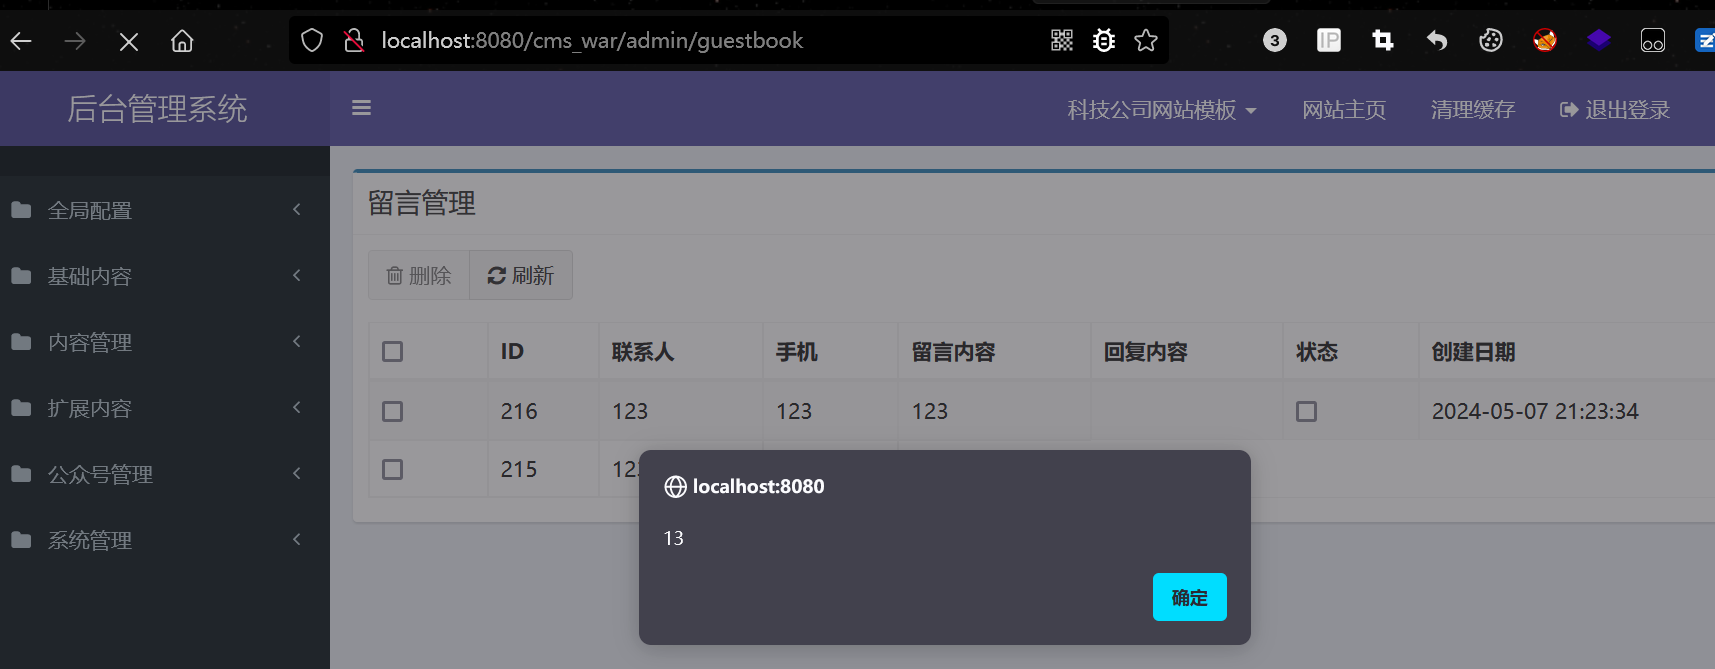 localhost:8080/cms_war/admin/guestbook
3
IP
后台管理系统
科技公司网站模板
网站主页
清理缓存
退出登录
全局配置
基础内容
内容管理
扩展内容
公众号管理
系统管理
留言管理
删除
刷新
ID 联系人 手机 留言内容 回复内容 状态 创建日期
216 123 123 123 2024-05-07 21:23:34
215
localhost:8080
13
确定